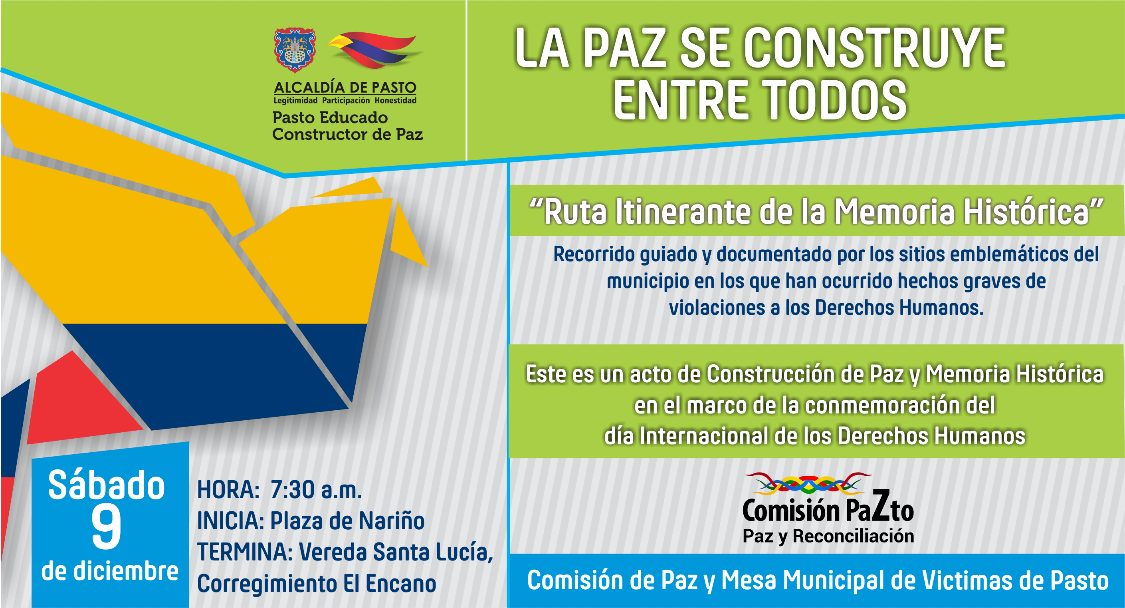 ALCALDÍA DE PASTO
Legitimidad Participación Honestidad
Pasto Educado
Constructor de Paz
LA PAZ SE CONSTRUYE
ENTRE TODOS
“Ruta Itinerante de la Memoria Histórica”
Recorrido guiado y documentado por los sitios emblemáticos del
municipio en los que han ocurrido hechos graves de
violaciones a los Derechos Humanos.
Este es un acto de Construcción de Paz y Memoria Histórica
en el marco de la conmemoración del
día Internacional de los Derechos Humanos
Sábado
9
de diciembre
HORA: 7:30 a.m.
INICIA: Plaza de Nariño
TERMINA: Vereda Santa Lucía,
Corregimiento El Encano
Comisión PaZto
Paz y Reconciliación
Comisión de Paz y Mesa Municipal de Victimas de Pasto